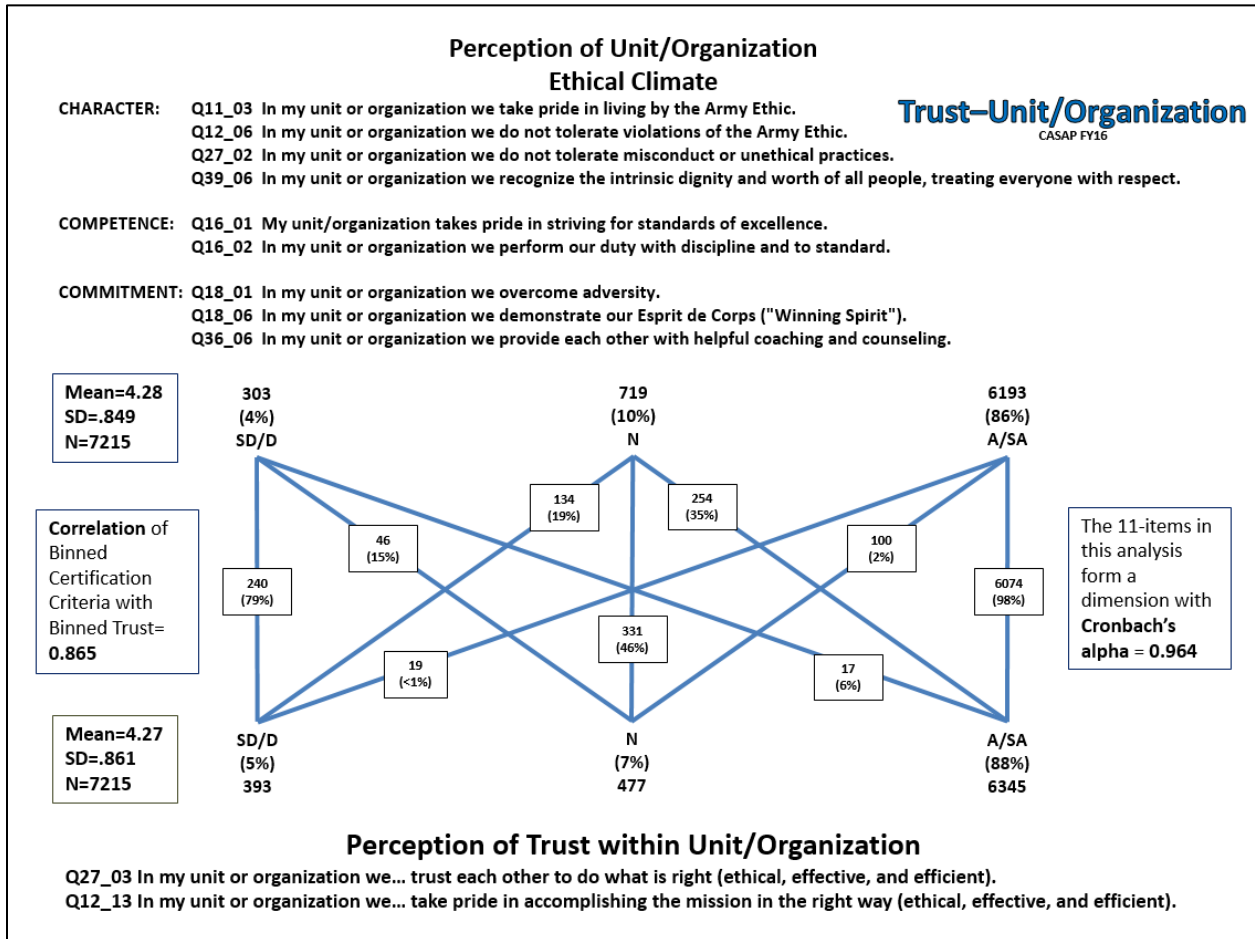 Perception of Unit/Organization
Ethical Climate
Trust–Unit/Organization
CASAP FY16
CHARACTER: Q11_03 In my unit or organization we take pride in living by the Army Ethic.
Q12_06 In my unit or organization we do not tolerate violations of the Army Ethic.
Q27_02 In my unit or organization we do not tolerate misconduct or unethical practices.
Q39_06 In my unit or organization we recognize the intrinsic dignity and worth of all people, treating everyone with respect.
COMPETENCE: Q16_01 My unit/organization takes pride in striving for standards of excellence.
Q16_02 In my unit or organization we perform our duty with discipline and to standard.
COMMITMENT: Q18_01 In my unit or organization we overcome adversity.
Q18_06 In my unit or organization we demonstrate our Esprit de Corps ("Winning Spirit").
Q36_06 In my unit or organization we provide each other with helpful coaching and counseling.
Mean=4.28
SD=.849
N=7215
303
(4%)
SD/D
719
(10%)
N
6193
(86%)
A/SA
134
(19%)
254
(35%)
46
(15%)
100
(2%)
Correlation of
Binned
Certification
Criteria with
Binned Trust=
0.865
240
(79%)
6074
(98%)
The 11-items in
this analysis
form a
dimension with
Cronbach's
alpha = 0.964
331
(46%)
19
(<1%)
17
(6%)
Mean=4.27
SD=.861
N=7215
SD/D
(5%)
393
N
(7%)
477
A/SA
(88%)
6345
Perception of Trust within Unit/Organization
Q27_03 In my unit or organization we... trust each other to do what is right (ethical, effective, and efficient).
Q12_13 In my unit or organization we... take pride in accomplishing the mission in the right way (ethical, effective, and efficient).